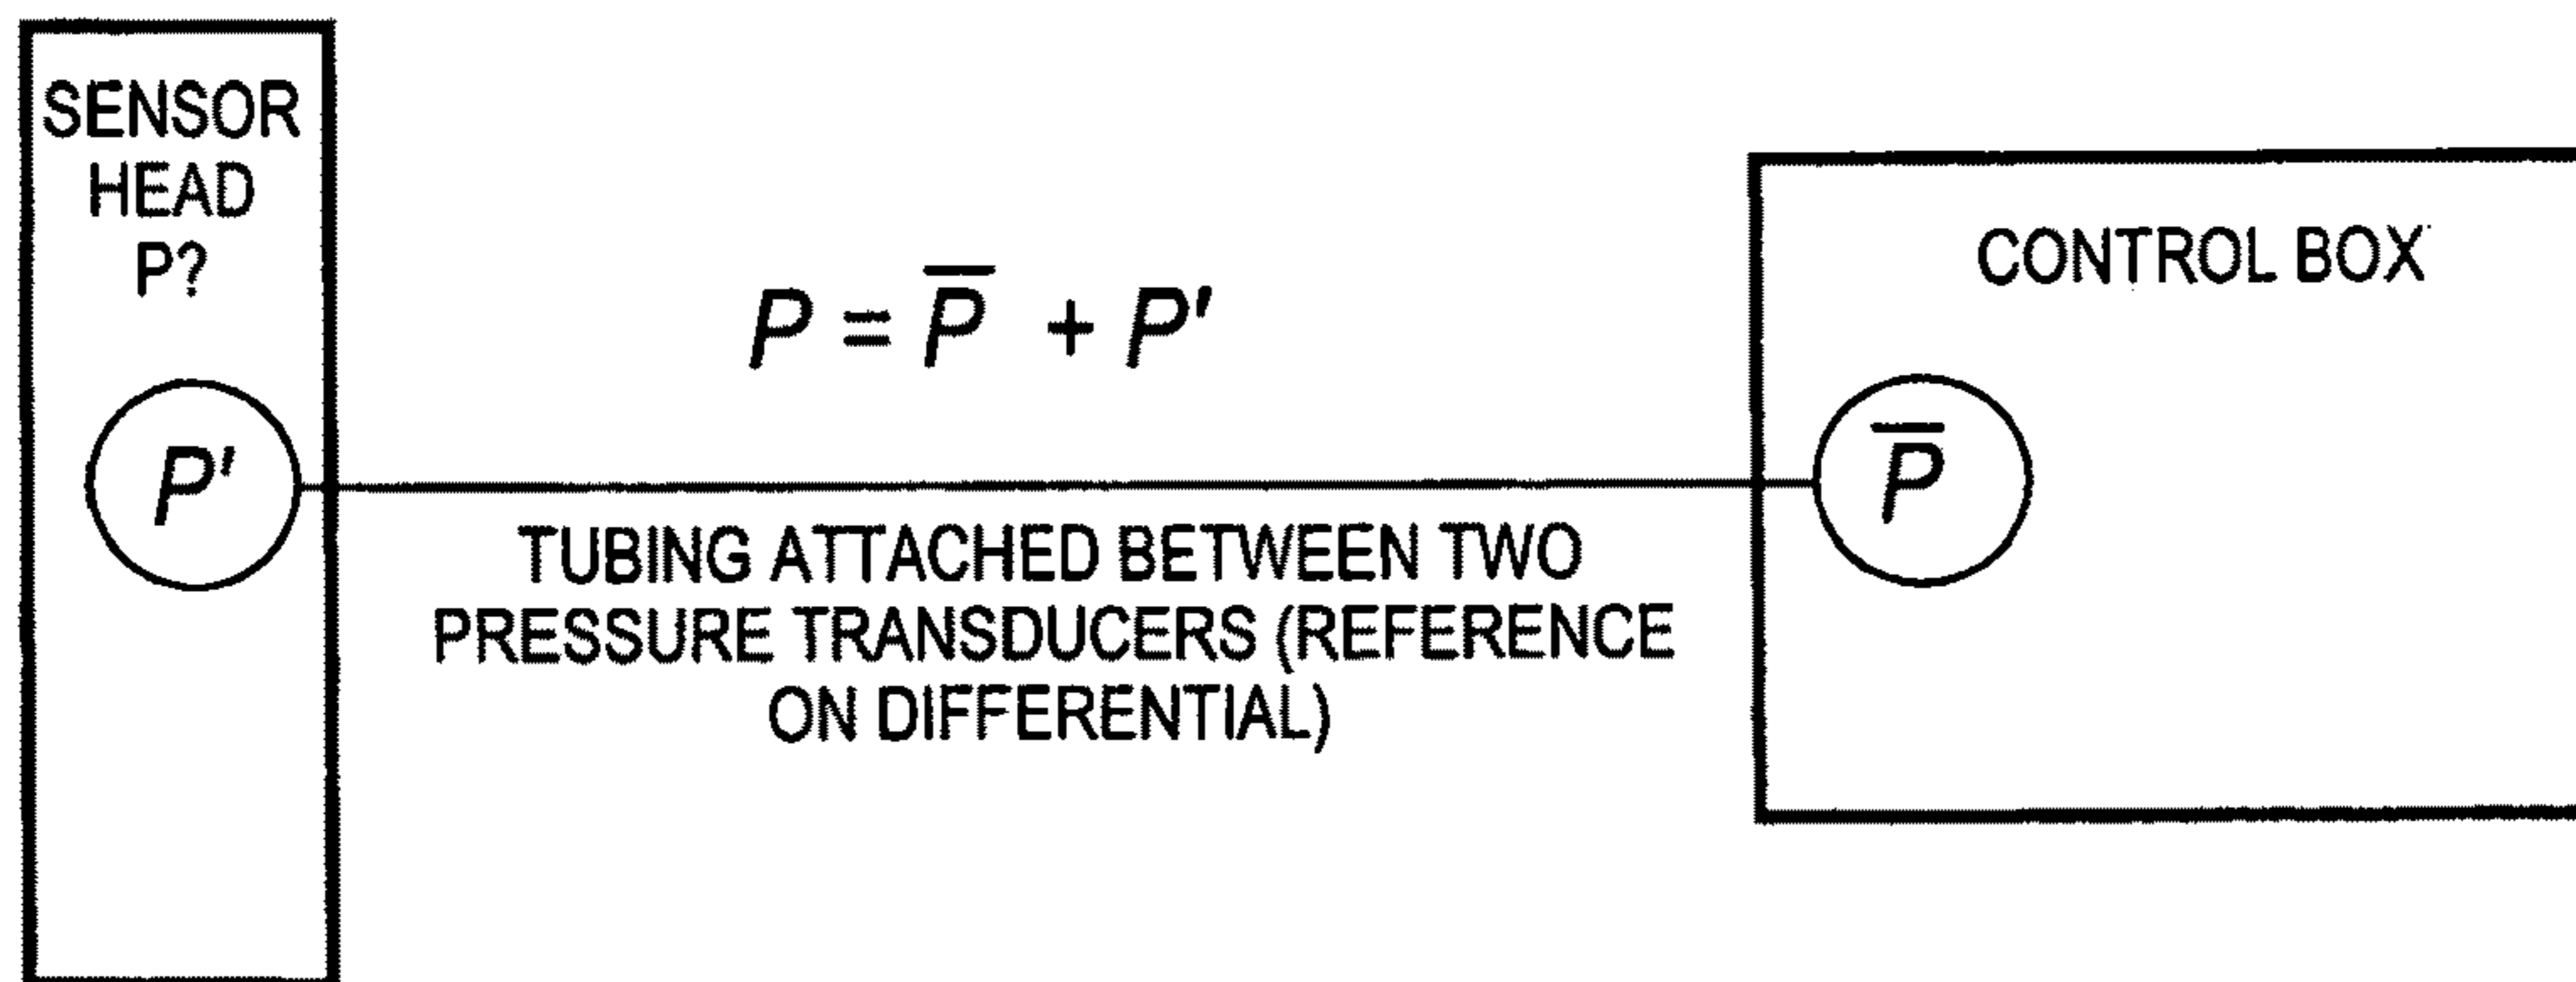 SENSOR
HEAD
P?
P = P̅ + P'
CONTROL BOX
P'
P̅
TUBING ATTACHED BETWEEN TWO
PRESSURE TRANSDUCERS (REFERENCE
ON DIFFERENTIAL)